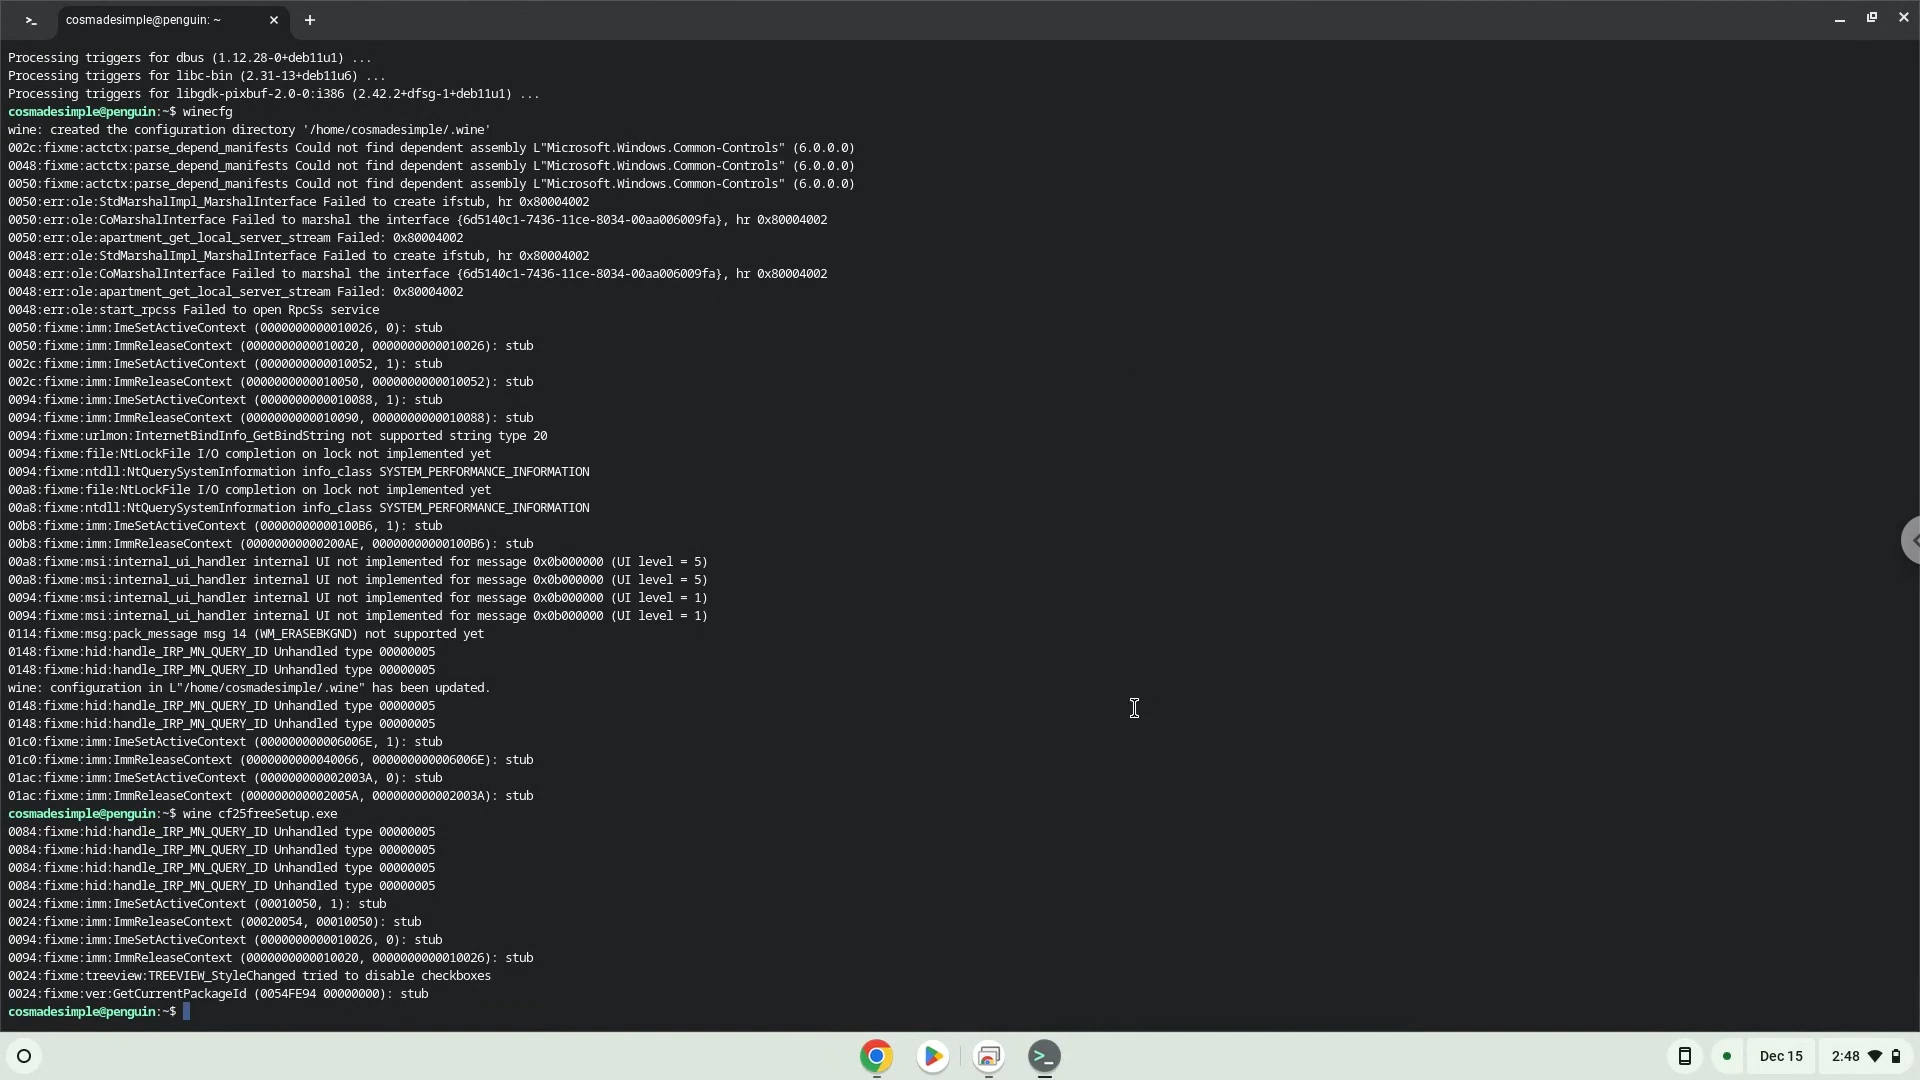 cosmadesimple@penguin: ~
Processing triggers for dbus (1.12.28-0+deb11u1) ...
Processing triggers for libc-bin (2.31-13+deb11u6) ...
Processing triggers for libgdk-pixbuf-2.0-0:i386 (2.42.2+dfsg-1+deb11u1) ...
cosmadesimple@penguin:~$ winecfg
wine: created the configuration directory '/home/cosmadesimple/.wine'
002c:fixme:actctx:parse_depend_manifests Could not find dependent assembly L"Microsoft.Windows.Common-Controls" (6.0.0.0)
0048:fixme:actctx:parse_depend_manifests Could not find dependent assembly L"Microsoft.Windows.Common-Controls" (6.0.0.0)
0050:fixme:actctx:parse_depend_manifests Could not find dependent assembly L"Microsoft.Windows.Common-Controls" (6.0.0.0)
0050:err:ole:StdMarshalImpl_MarshalInterface Failed to create ifstub, hr 0x80004002
0050:err:ole:CoMarshalInterface Failed to marshal the interface {6d5140c1-7436-11ce-8034-00aa006009fa}, hr 0x80004002
0050:err:ole:apartment_get_local_server_stream Failed: 0x80004002
0048:err:ole:StdMarshalImpl_MarshalInterface Failed to create ifstub, hr 0x80004002
0048:err:ole:CoMarshalInterface Failed to marshal the interface {6d5140c1-7436-11ce-8034-00aa006009fa}, hr 0x80004002
0048:err:ole:apartment_get_local_server_stream Failed: 0x80004002
0048:err:ole:start_rpcss Failed to open RpcSs service
0050:fixme:imm:ImeSetActiveContext (0000000000010026, 0): stub
0050:fixme:imm:ImmReleaseContext (0000000000010020, 0000000000010026): stub
002c:fixme:imm:ImeSetActiveContext (0000000000010052, 1): stub
002c:fixme:imm:ImmReleaseContext (0000000000010050, 0000000000010052): stub
0094:fixme:imm:ImeSetActiveContext (0000000000010088, 1): stub
0094:fixme:imm:ImmReleaseContext (0000000000010090, 0000000000010088): stub
0094:fixme:urlmon:InternetBindInfo_GetBindString not supported string type 20
0094:fixme:file:NtLockFile I/O completion on lock not implemented yet
0094:fixme:ntdll:NtQuerySystemInformation info_class SYSTEM_PERFORMANCE_INFORMATION
00a8:fixme:file:NtLockFile I/O completion on lock not implemented yet
00a8:fixme:ntdll:NtQuerySystemInformation info_class SYSTEM_PERFORMANCE_INFORMATION
00b8:fixme:imm:ImeSetActiveContext (00000000000100B6, 1): stub
00b8:fixme:imm:ImmReleaseContext (00000000000200AE, 00000000000100B6): stub
00a8:fixme:msi:internal_ui_handler internal UI not implemented for message 0x0b000000 (UI level = 5)
00a8:fixme:msi:internal_ui_handler internal UI not implemented for message 0x0b000000 (UI level = 5)
0094:fixme:msi:internal_ui_handler internal UI not implemented for message 0x0b000000 (UI level = 1)
0094:fixme:msi:internal_ui_handler internal UI not implemented for message 0x0b000000 (UI level = 1)
0114:fixme:msg:pack_message msg 14 (WM_ERASEBKGND) not supported yet
0148:fixme:hid:handle_IRP_MN_QUERY_ID Unhandled type 00000005
0148:fixme:hid:handle_IRP_MN_QUERY_ID Unhandled type 00000005
wine: configuration in L"/home/cosmadesimple/.wine" has been updated.
0148:fixme:hid:handle_IRP_MN_QUERY_ID Unhandled type 00000005
0148:fixme:hid:handle_IRP_MN_QUERY_ID Unhandled type 00000005
01c0:fixme:imm:ImeSetActiveContext (000000000006006E, 1): stub
01c0:fixme:imm:ImmReleaseContext (0000000000040066, 000000000006006E): stub
01ac:fixme:imm:ImeSetActiveContext (000000000002003A, 0): stub
01ac:fixme:imm:ImmReleaseContext (000000000002005A, 000000000002003A): stub
cosmadesimple@penguin:~$ wine cf25freeSetup.exe
0084:fixme:hid:handle_IRP_MN_QUERY_ID Unhandled type 00000005
0084:fixme:hid:handle_IRP_MN_QUERY_ID Unhandled type 00000005
0084:fixme:hid:handle_IRP_MN_QUERY_ID Unhandled type 00000005
0084:fixme:hid:handle_IRP_MN_QUERY_ID Unhandled type 00000005
0024:fixme:imm:ImeSetActiveContext (00010050, 1): stub
0024:fixme:imm:ImmReleaseContext (00020054, 00010050): stub
0094:fixme:imm:ImeSetActiveContext (0000000000010026, 0): stub
0094:fixme:imm:ImmReleaseContext (0000000000010020, 0000000000010026): stub
0024:fixme:treeview:TREEVIEW_StyleChanged tried to disable checkboxes
0024:fixme:ver:GetCurrentPackageId (0054FE94 00000000): stub
cosmadesimple@penguin:~$
Dec 15
2:48